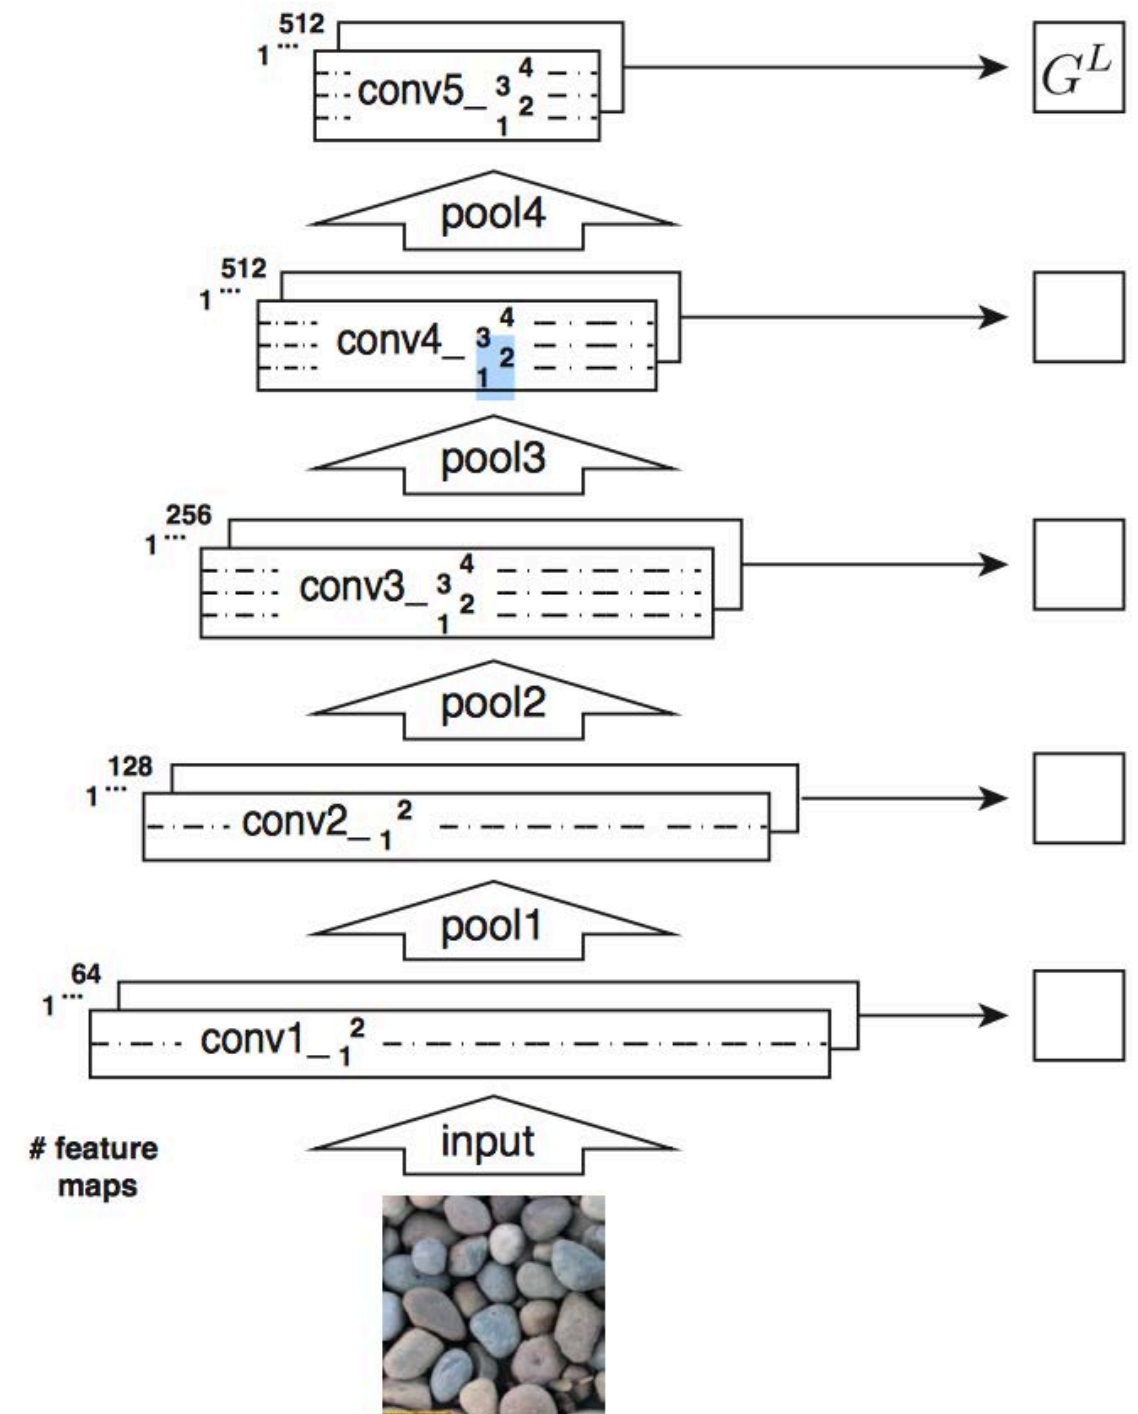 512
1 ...
conv5_ 1 2 3 4
G^L
pool4
512
1 ...
conv4_ 1 2 3 4
pool3
256
1 ...
conv3_ 1 2 3 4
pool2
128
1 ...
conv2_ 1 2
pool1
64
1 ...
conv1_ 1 2
# feature
maps
input